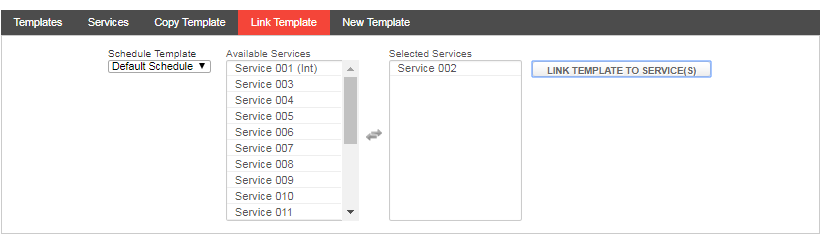 Templates Services Copy Template Link Template New Template
Schedule Template Available Services Selected Services
Default Schedule Service 001 (Int) Service 002 LINK TEMPLATE TO SERVICE(S)
Service 003
Service 004
Service 005
Service 006
Service 007
Service 008
Service 009
Service 010
Service 011